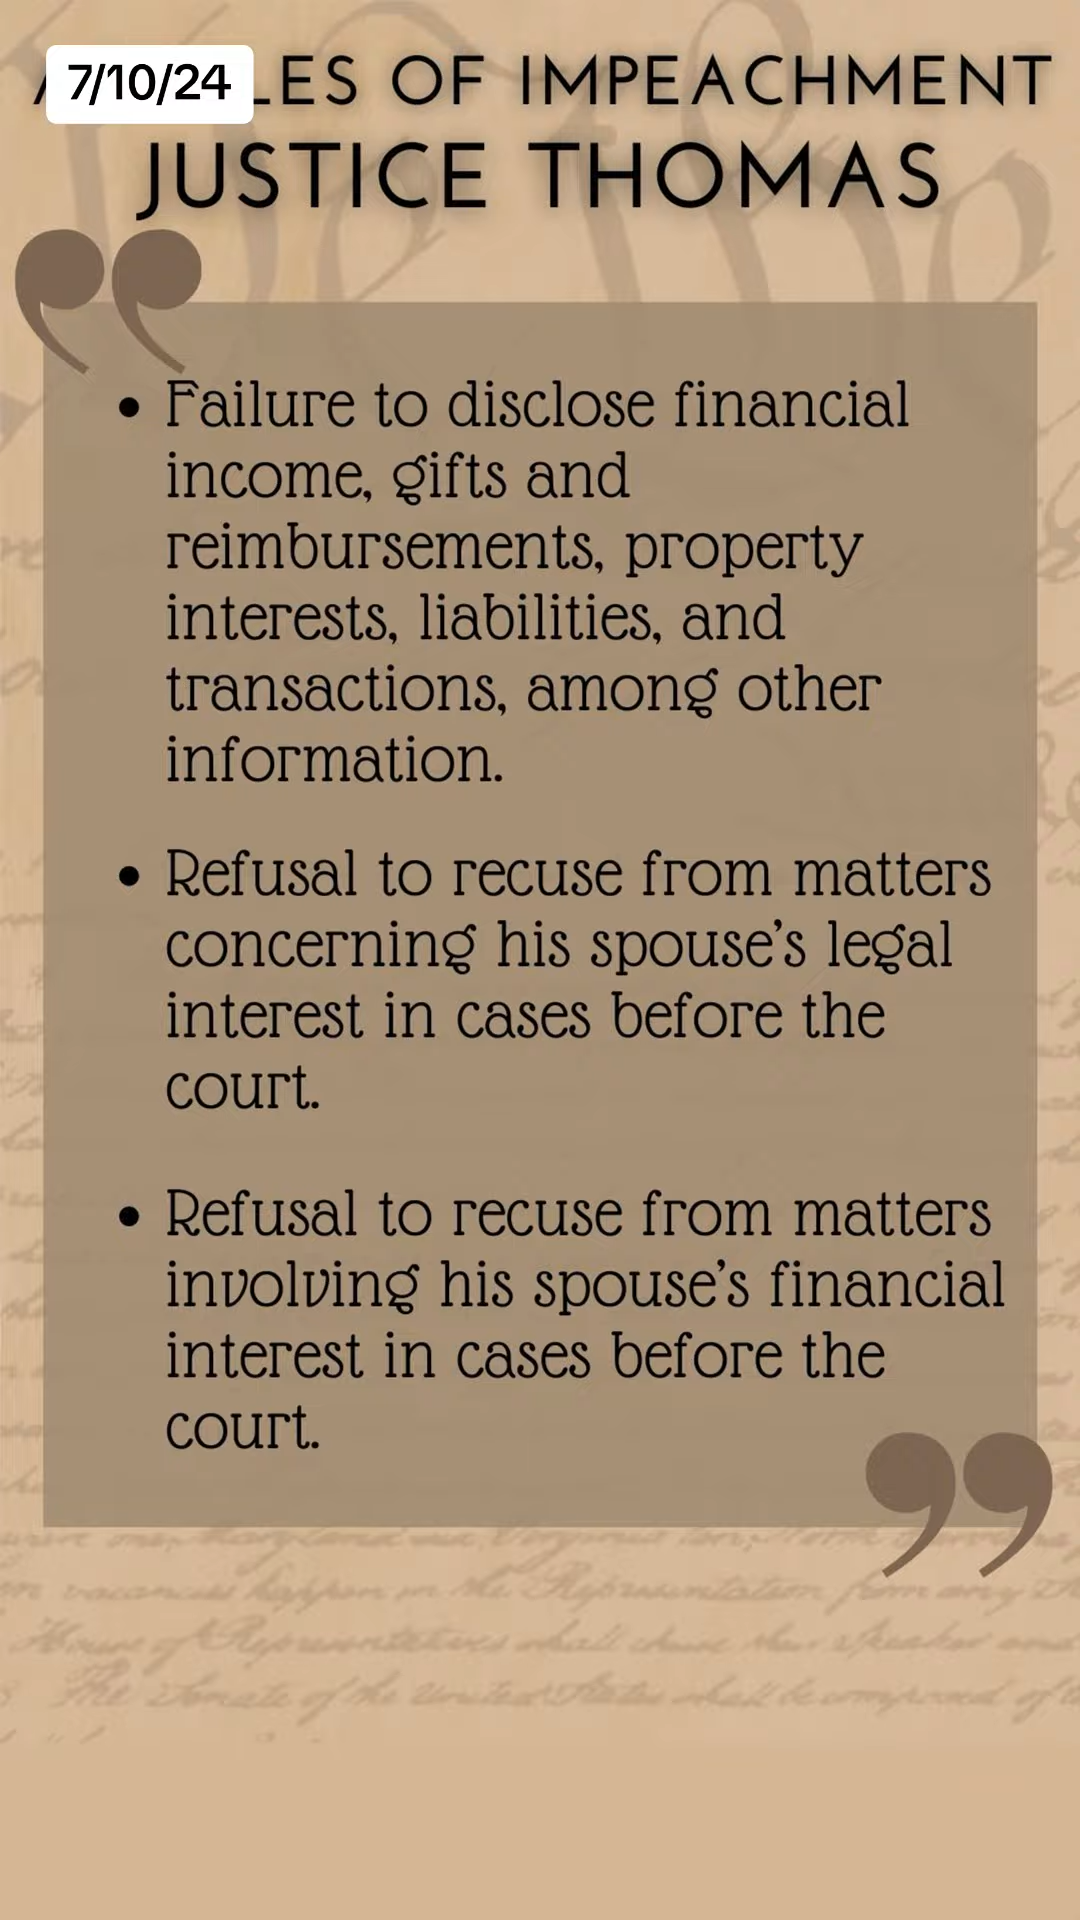 7/10/24
LES OF IMPEACHMENT
JUSTICE THOMAS
• Failure to disclose financial
income, gifts and
reimbursements, property
interests, liabilities, and
transactions, among other
information.
• Refusal to recuse from matters
concerning his spouse’s legal
interest in cases before the
court.
• Refusal to recuse from matters
involving his spouse’s financial
interest in cases before the
court.